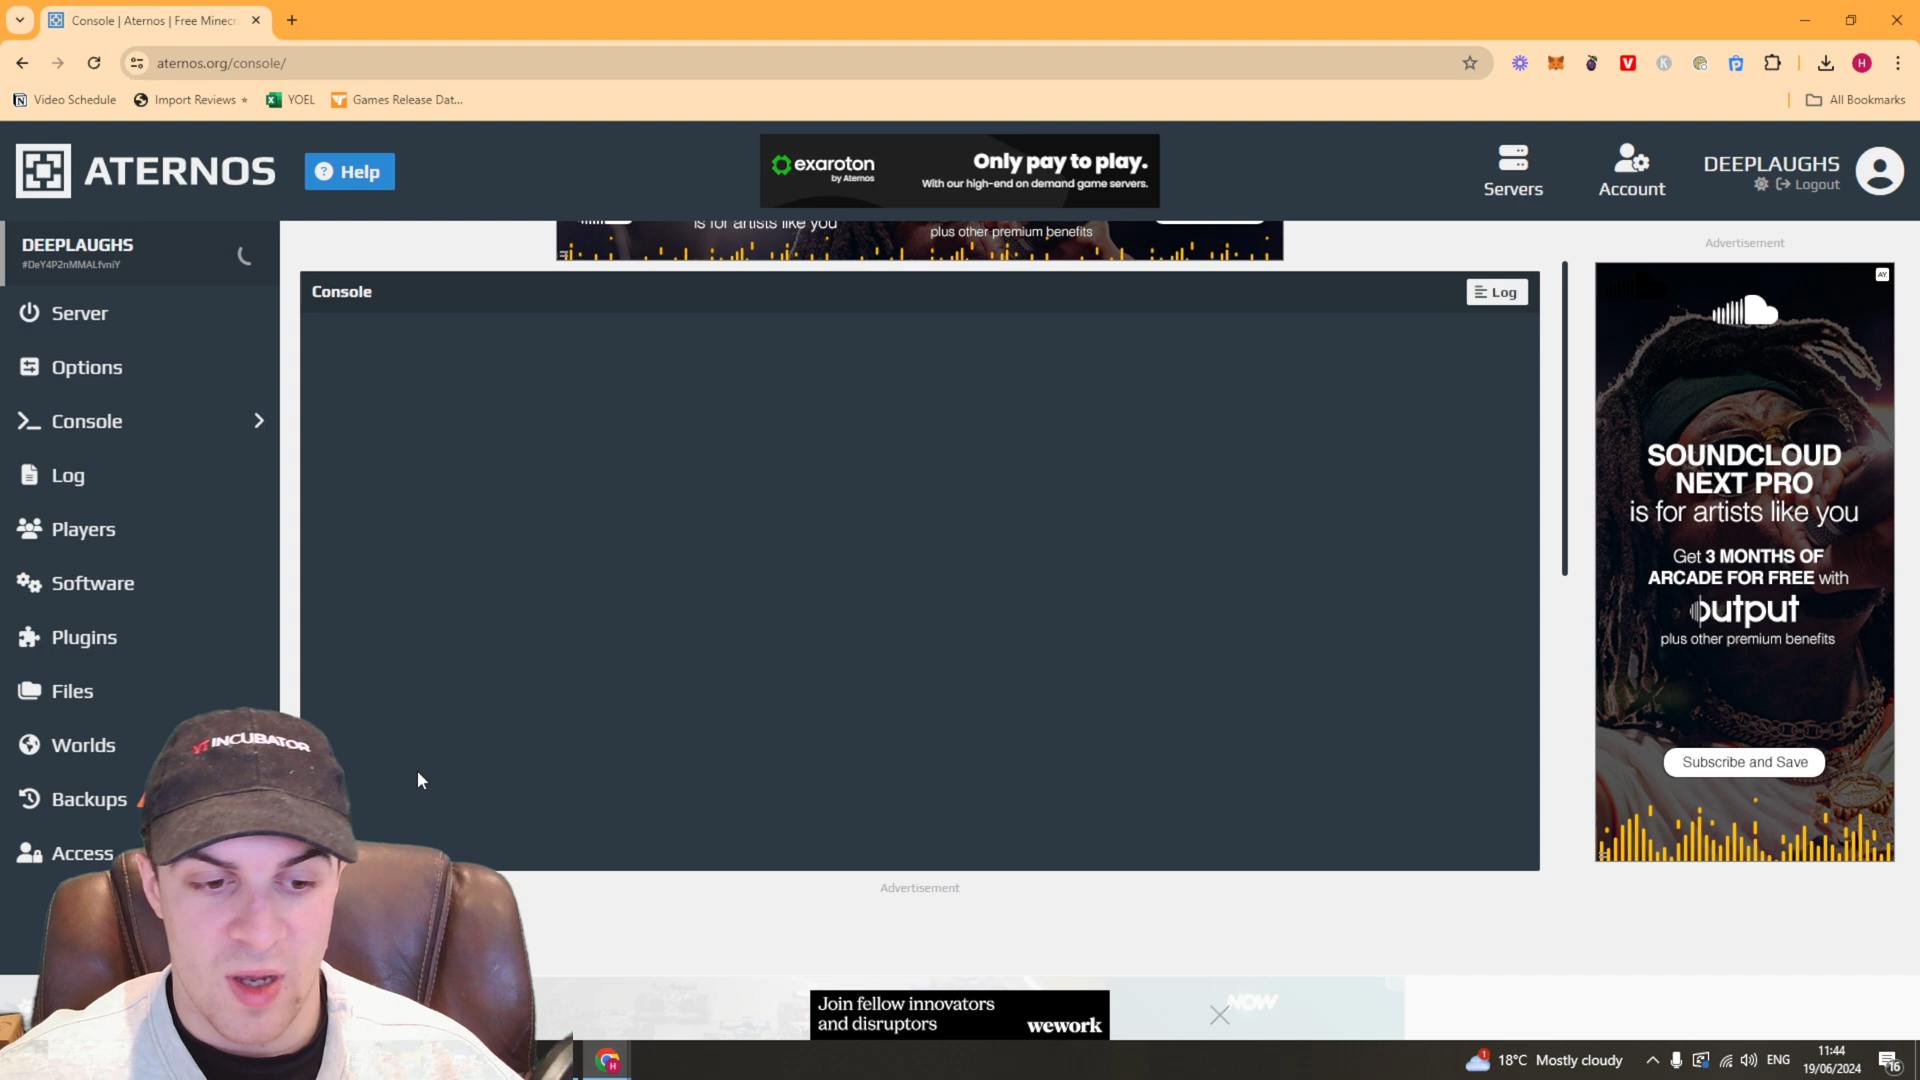 Console | Aternos | Free Minecr
aternos.org/console/
Video Schedule
Import Reviews
YOEL
Games Release Dat...
All Bookmarks
ATERNOS
Help
exaroton
by Aternos
Only pay to play.
With our high-end on demand game servers.
Servers
Account
DEEPLAUGHS
Logout
DEEPLAUGHS
#DeY4P2nMMALfvniY
Server
Options
Console
Log
Players
Software
Plugins
Files
Worlds
Backups
Access
is for artists like you
plus other premium benefits
Console
Log
Advertisement
SOUNDCLOUD
NEXT PRO
is for artists like you
Get 3 MONTHS OF
ARCADE FOR FREE with
output
plus other premium benefits
Subscribe and Save
YT INCUBATOR
Advertisement
Join fellow innovators
and disruptors
wework
NOW
18°C Mostly cloudy
ENG
11:44
19/06/2024
16